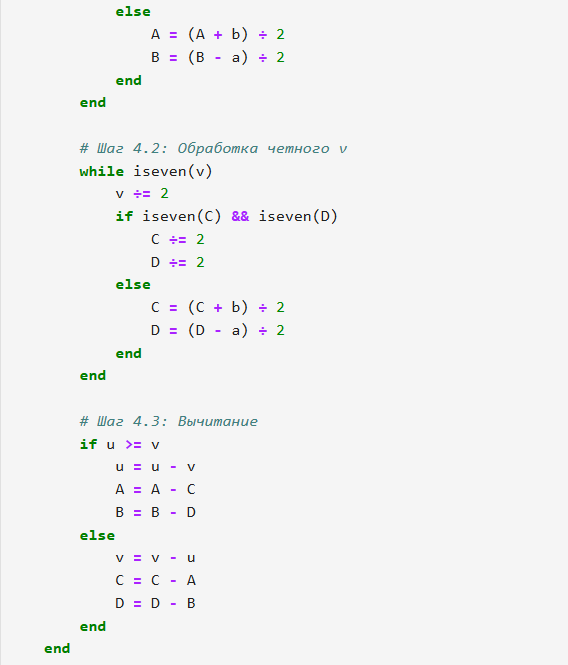 else
A = (A + b) ÷ 2
B = (B - a) ÷ 2
end
end
# Шаг 4.2: Обработка четного v
while iseven(v)
v ÷= 2
if iseven(C) && iseven(D)
C ÷= 2
D ÷= 2
else
C = (C + b) ÷ 2
D = (D - a) ÷ 2
end
end
# Шаг 4.3: Вычитание
if u >= v
u = u - v
A = A - C
B = B - D
else
v = v - u
C = C - A
D = D - B
end
end